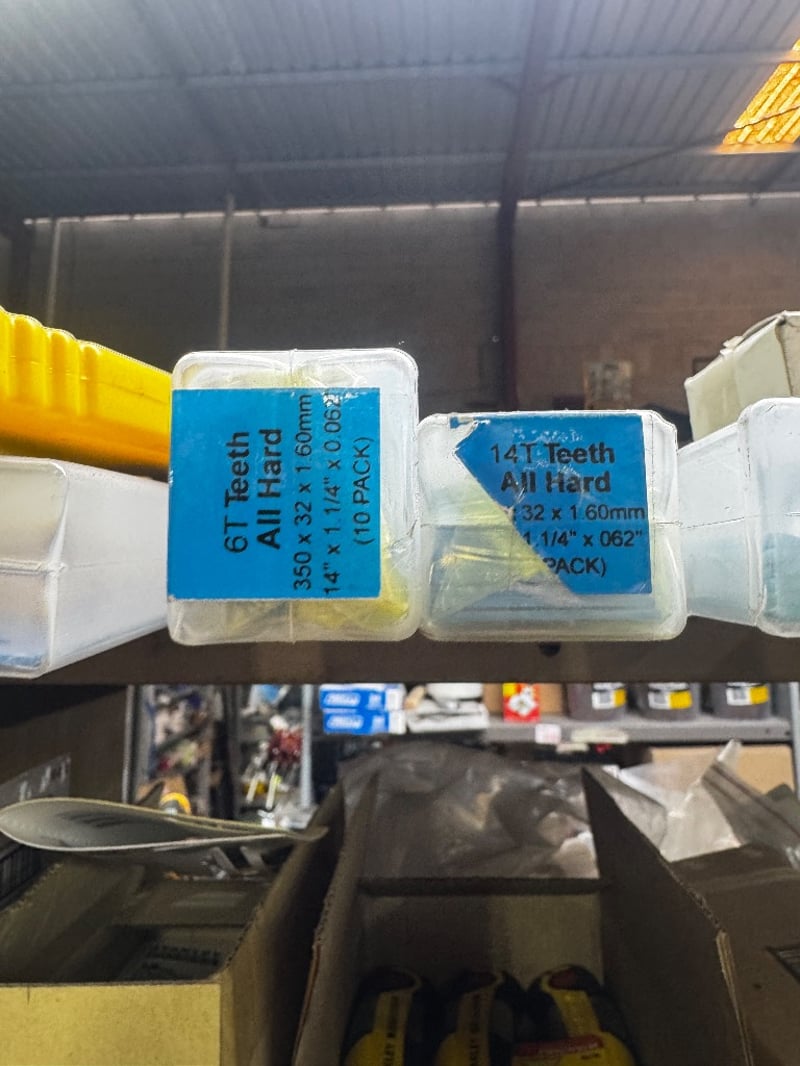 6T Teeth
All Hard
350 x 32 x 1.60mm
14" x 1.1/4" x 0.062
(10 PACK)
14T Teeth
All Hard
32 x 1.60mm
1.1/4" x 062"
PACK)